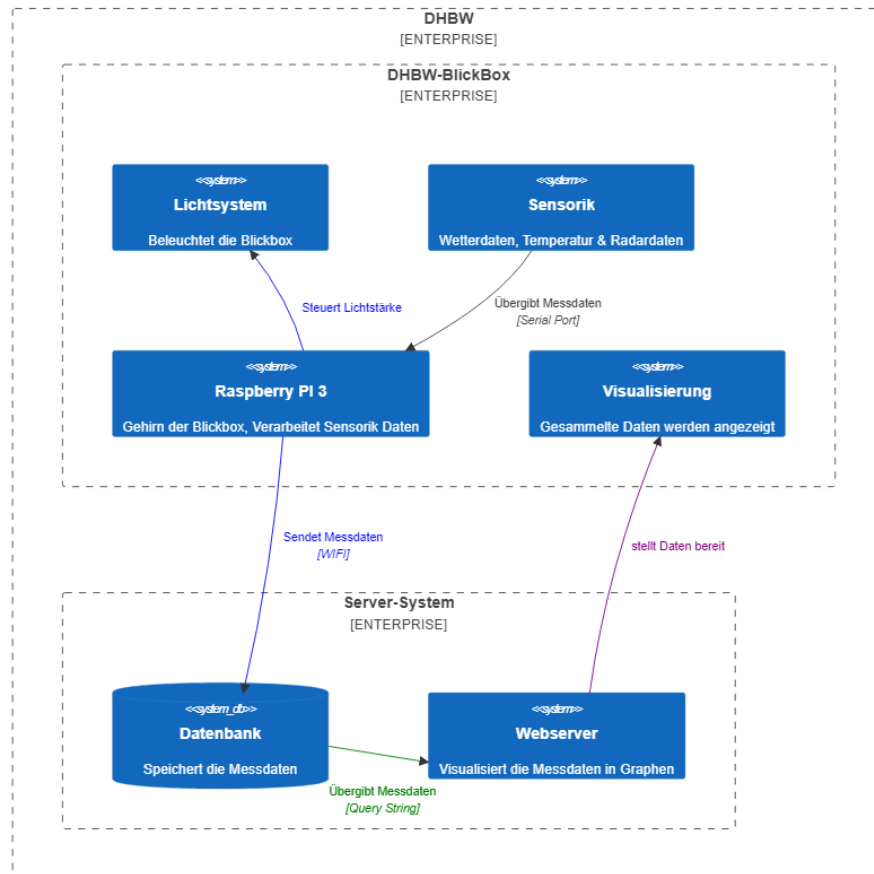 DHBW
[ENTERPRISE]
DHBW-BlickBox
[ENTERPRISE]
<<system>>
Lichtsystem
Beleuchtet die Blickbox
<<system>>
Sensorik
Wetterdaten, Temperatur & Radardaten
Steuert Lichtstärke
Übergibt Messdaten
[Serial Port]
<<system>>
Raspberry PI 3
Gehirn der Blickbox, Verarbeitet Sensorik Daten
<<system>>
Visualisierung
Gesammelte Daten werden angezeigt
Sendet Messdaten
[WIFI]
stellt Daten bereit
Server-System
[ENTERPRISE]
<<system_db>>
Datenbank
Speichert die Messdaten
<<system>>
Webserver
Visualisiert die Messdaten in Graphen
Übergibt Messdaten
[Query String]